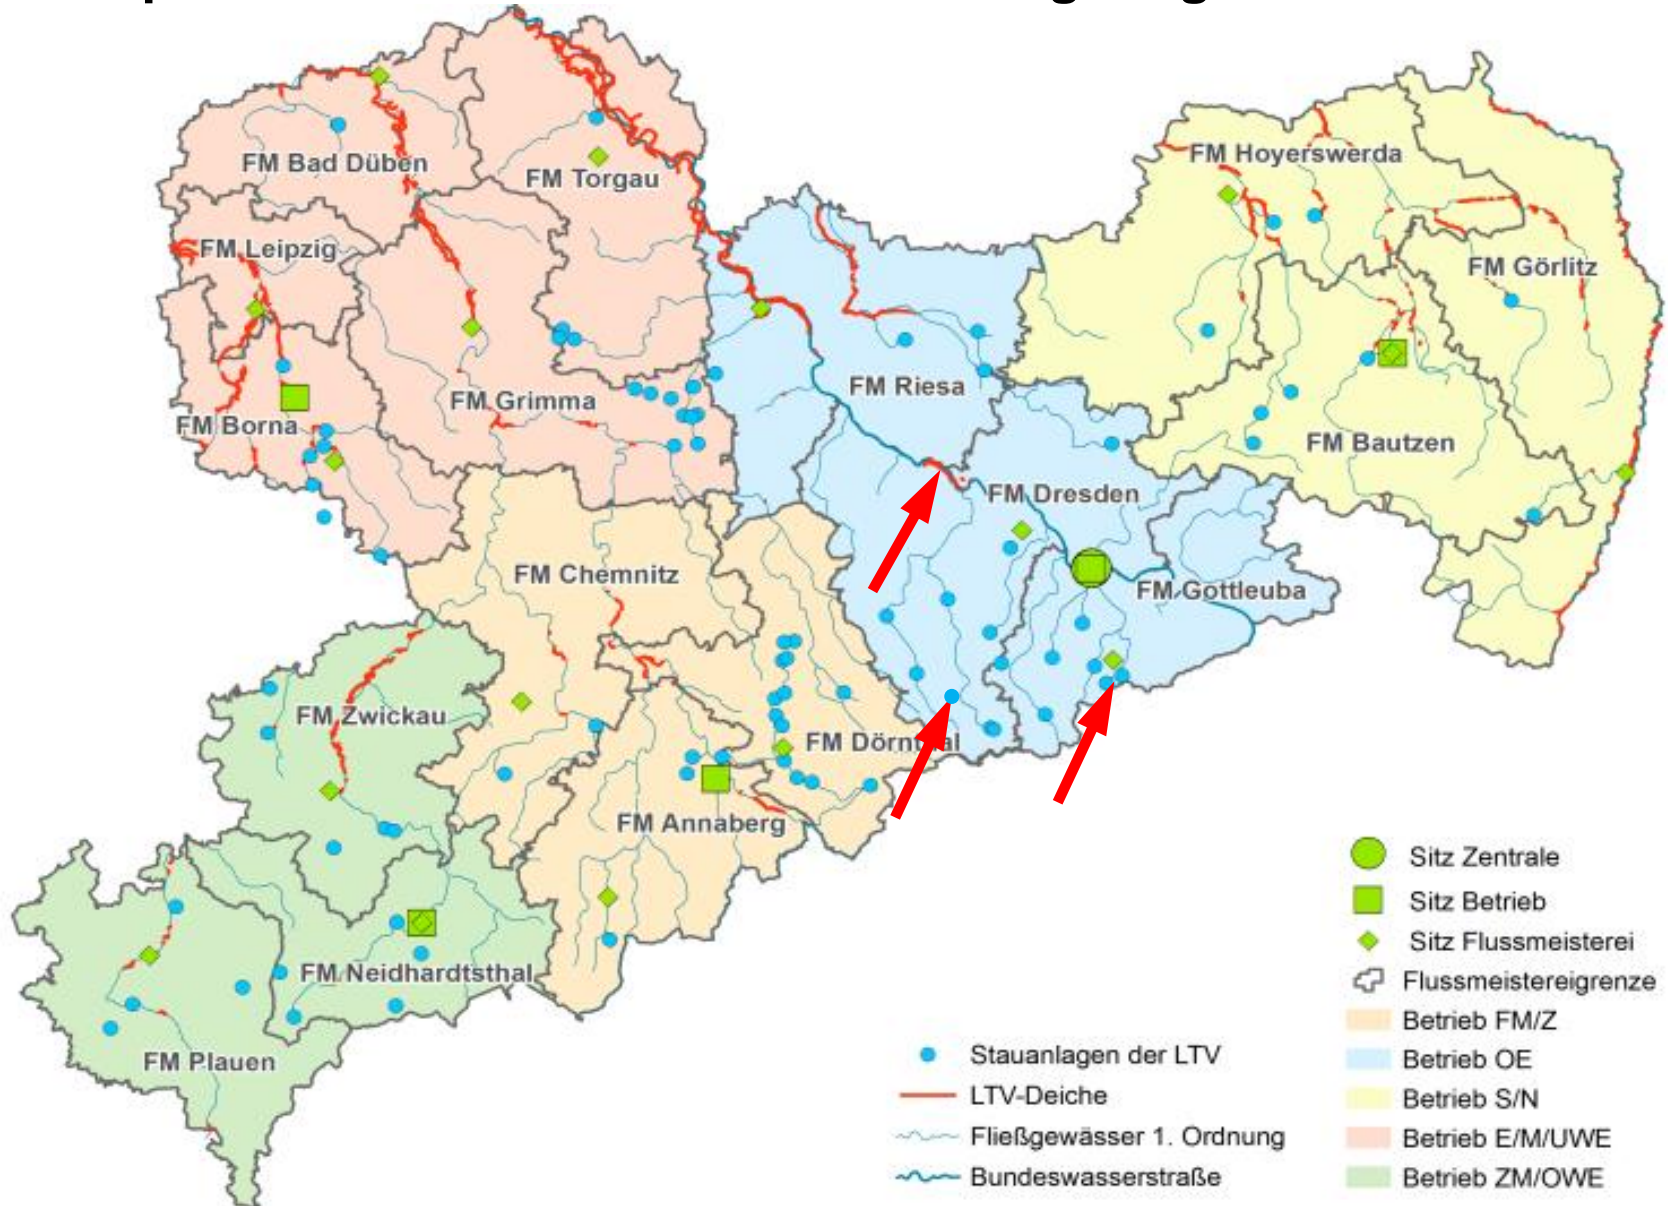 FM Bad Düben
FM Torgau
FM Hoyerswerda
FM Leipzig
FM Görlitz
FM Riesa
FM Grimma
FM Borna
FM Bautzen
FM Dresden
FM Chemnitz
FM Gottleuba
FM Zwickau
FM Dörnthal
FM Annaberg
FM Neidhardtsthal
FM Plauen
Stauanlagen der LTV
LTV-Deiche
Fließgewässer 1. Ordnung
Bundeswasserstraße
Sitz Zentrale
Sitz Betrieb
Sitz Flussmeisterei
Flussmeistereigrenze
Betrieb FM/Z
Betrieb OE
Betrieb S/N
Betrieb E/M/UWE
Betrieb ZM/OWE